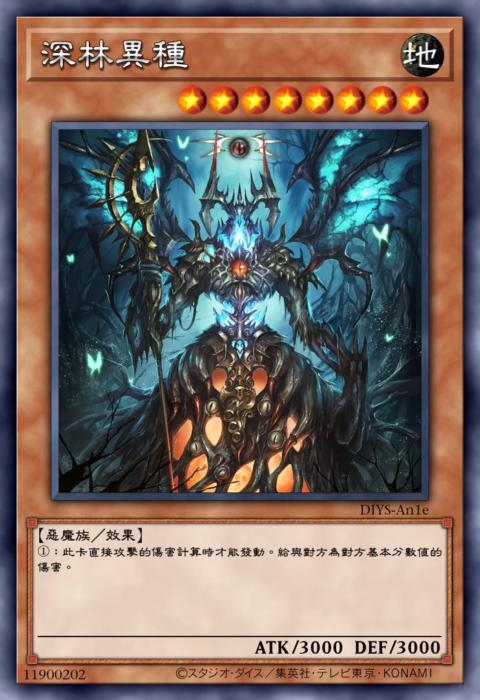 深林異種
地
DIYS-An1e
【惡魔族／效果】
①：此卡直接攻擊的傷害計算時才能發動。給與對方為對方基本分數值的
傷害。
ATK/3000 DEF/3000
11900202
©スタジオ・ダイス／集英社・テレビ東京・KONAMI